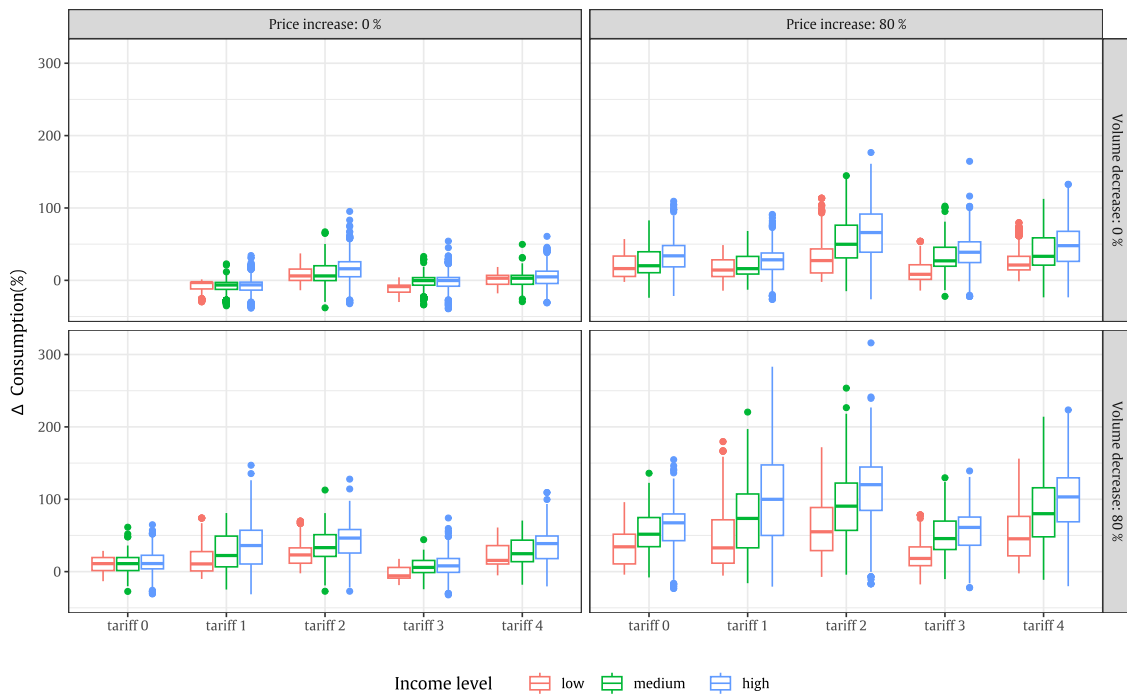 Price increase: 0 %
Price increase: 80 %
Δ Consumption(%)
300
200
100
0
Volume decrease: 0 %
300
200
100
0
Volume decrease: 80 %
tariff 0
tariff 1
tariff 2
tariff 3
tariff 4
tariff 0
tariff 1
tariff 2
tariff 3
tariff 4
Income level
low
medium
high